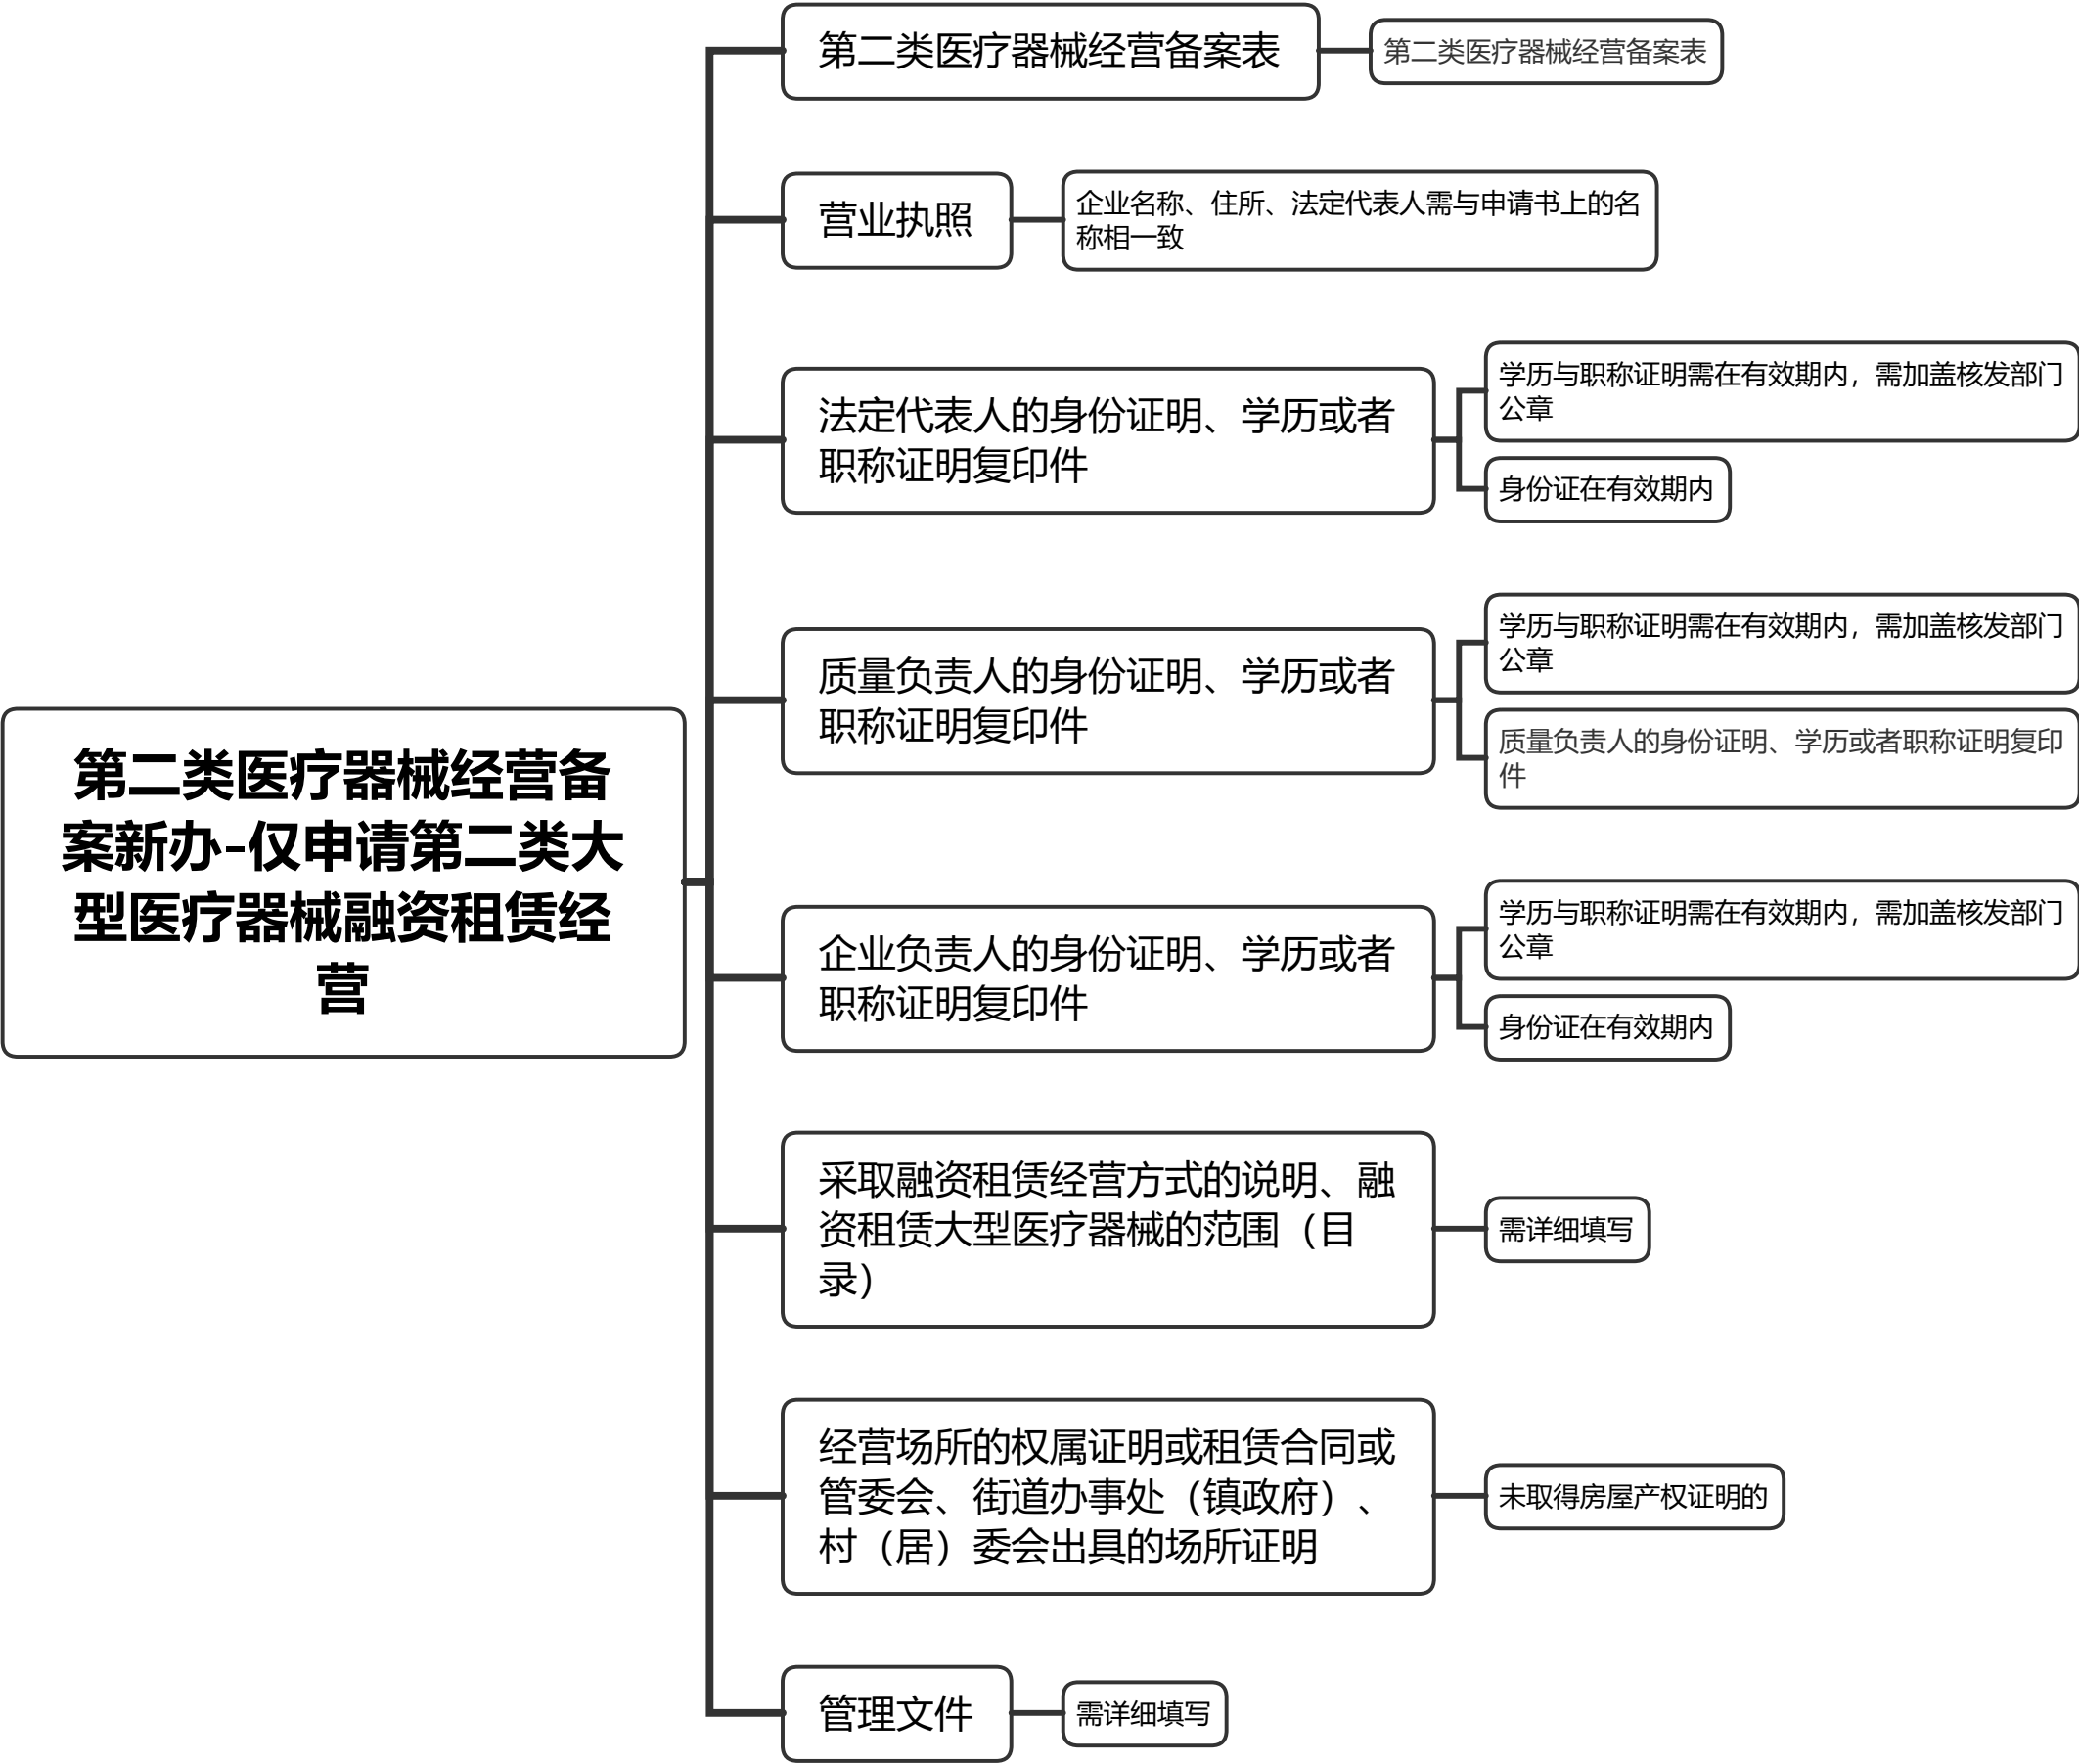 第二类医疗器械经营备
案新办-仅申请第二类大
型医疗器械融资租赁经
营
第二类医疗器械经营备案表
第二类医疗器械经营备案表
营业执照
企业名称、住所、法定代表人需与申请书上的名
称相一致
法定代表人的身份证明、学历或者
职称证明复印件
学历与职称证明需在有效期内，需加盖核发部门
公章
身份证在有效期内
质量负责人的身份证明、学历或者
职称证明复印件
学历与职称证明需在有效期内，需加盖核发部门
公章
质量负责人的身份证明、学历或者职称证明复印
件
企业负责人的身份证明、学历或者
职称证明复印件
学历与职称证明需在有效期内，需加盖核发部门
公章
身份证在有效期内
采取融资租赁经营方式的说明、融
资租赁大型医疗器械的范围（目
录）
需详细填写
经营场所的权属证明或租赁合同或
管委会、街道办事处（镇政府）、
村（居）委会出具的场所证明
未取得房屋产权证明的
管理文件
需详细填写